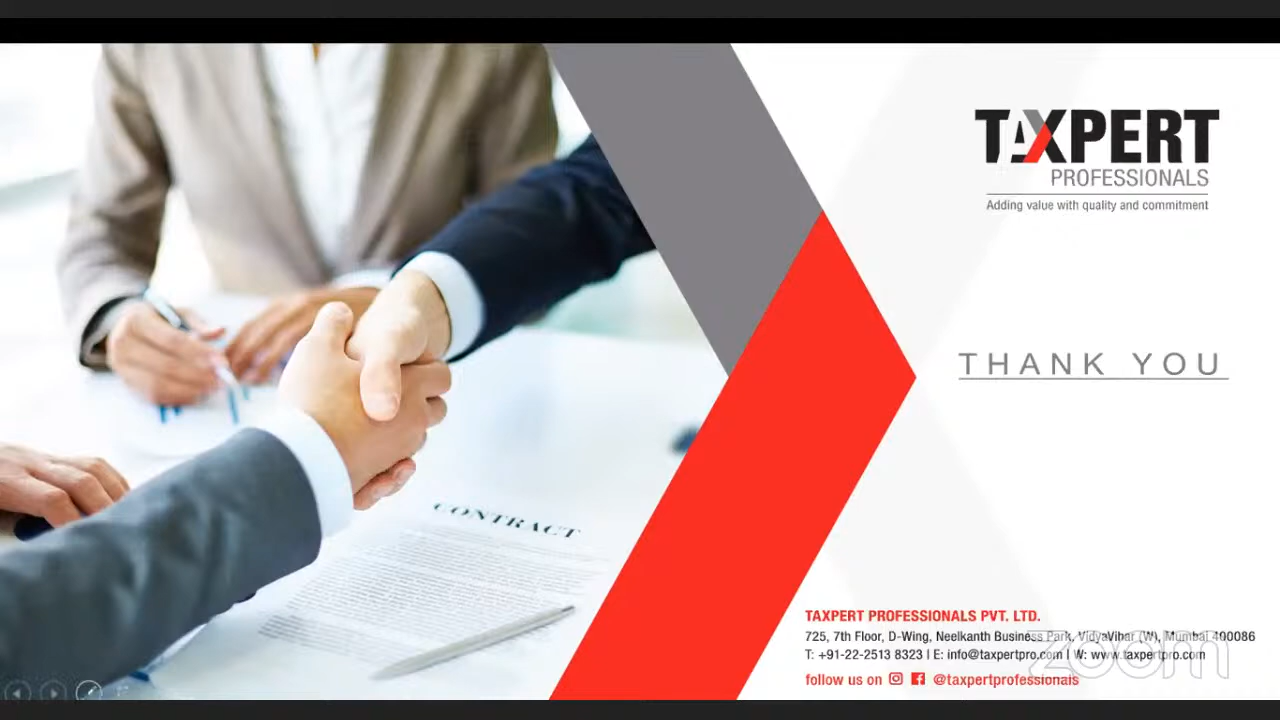 TAXPERT
PROFESSIONALS
Adding value with quality and commitment
THANK YOU
CONTRACT
TAXPERT PROFESSIONALS PVT. LTD.
725, 7th Floor, D-Wing, Neelkanth Business Park, VidyaVihar (W), Mumbai 400086
T: +91-22-2513 8323 | E: info@taxpertpro.com | W: www.taxpertpro.com
zoom
follow us on @taxpertprofessionals